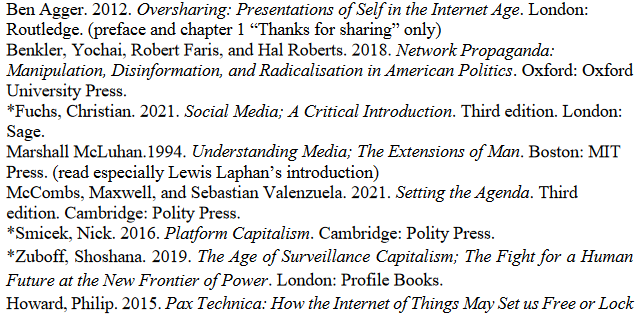 Ben Agger. 2012. Oversharing: Presentations of Self in the Internet Age. London:
Routledge. (preface and chapter 1 “Thanks for sharing” only)
Benkler, Yochai, Robert Faris, and Hal Roberts. 2018. Network Propaganda:
Manipulation, Disinformation, and Radicalisation in American Politics. Oxford: Oxford
University Press.
*Fuchs, Christian. 2021. Social Media; A Critical Introduction. Third edition. London:
Sage.
Marshall McLuhan.1994. Understanding Media; The Extensions of Man. Boston: MIT
Press. (read especially Lewis Laphan’s introduction)
McCombs, Maxwell, and Sebastian Valenzuela. 2021. Setting the Agenda. Third
edition. Cambridge: Polity Press.
*Smicek, Nick. 2016. Platform Capitalism. Cambridge: Polity Press.
*Zuboff, Shoshana. 2019. The Age of Surveillance Capitalism; The Fight for a Human
Future at the New Frontier of Power. London: Profile Books.
Howard, Philip. 2015. Pax Technica: How the Internet of Things May Set us Free or Lock